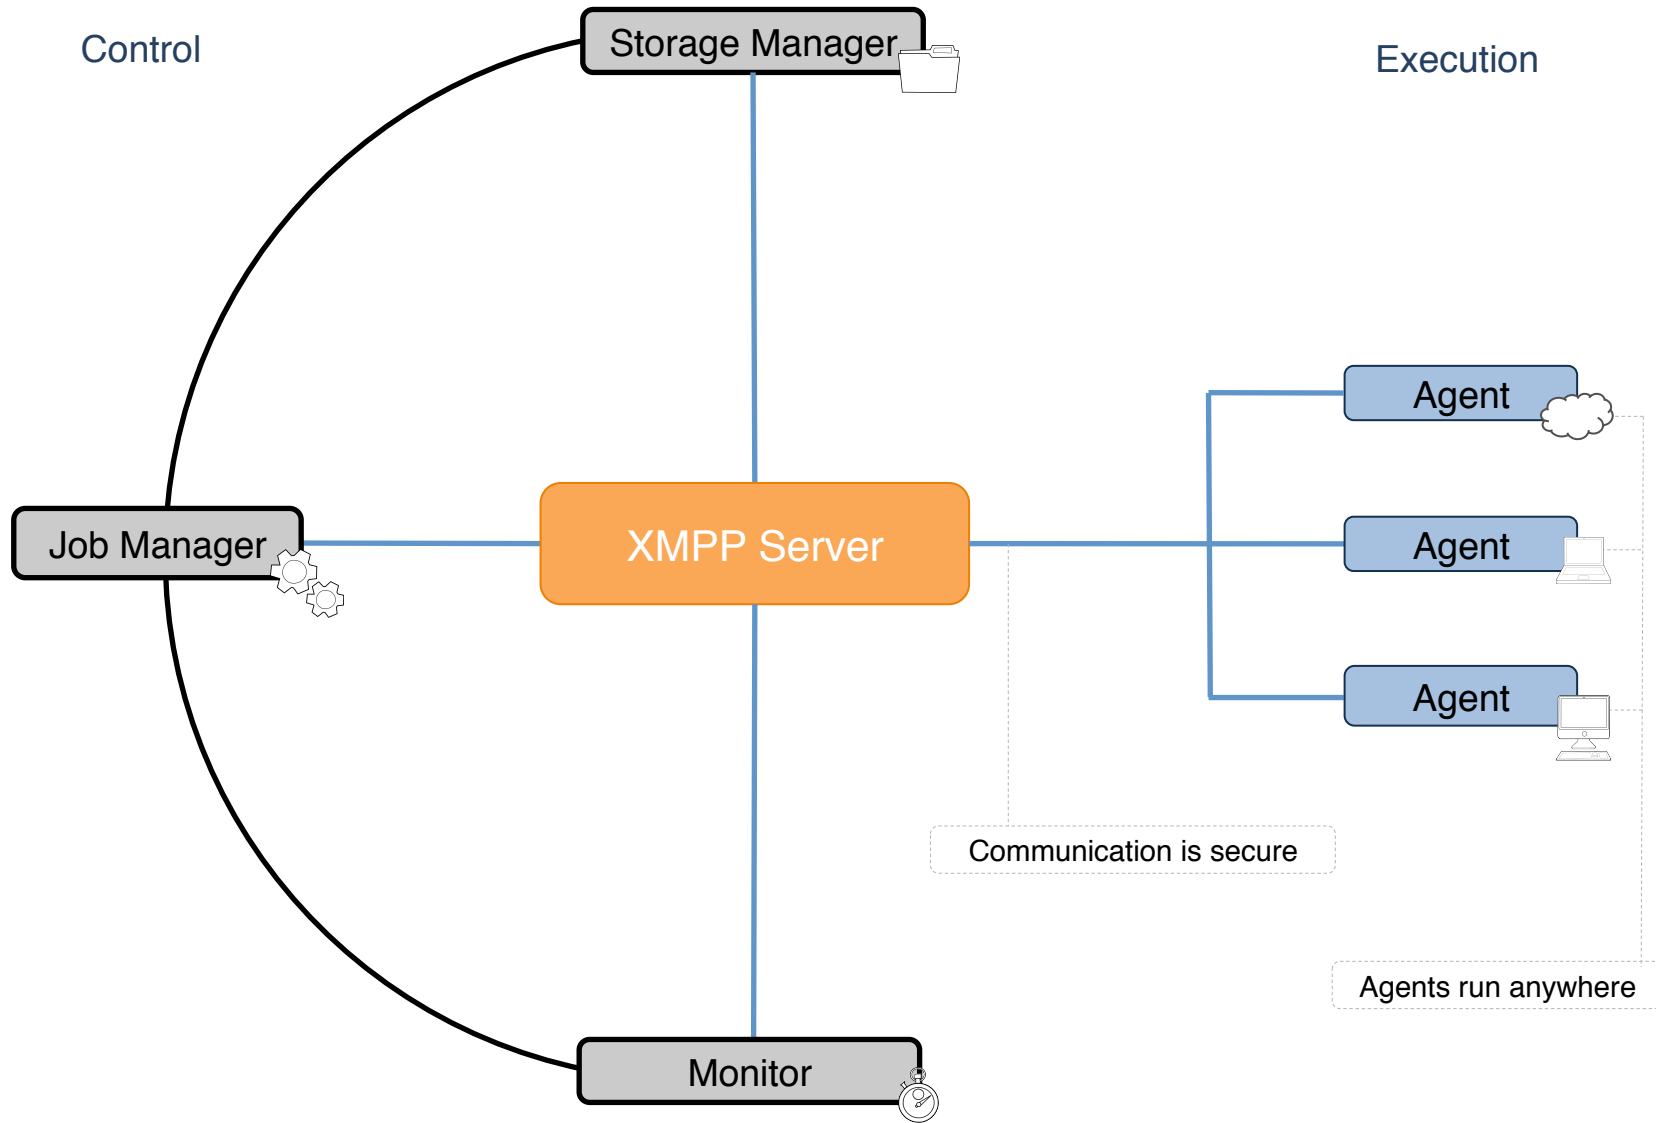 Control
Storage Manager
Execution
Agent
Job Manager
XMPP Server
Agent
Agent
Communication is secure
Agents run anywhere
Monitor